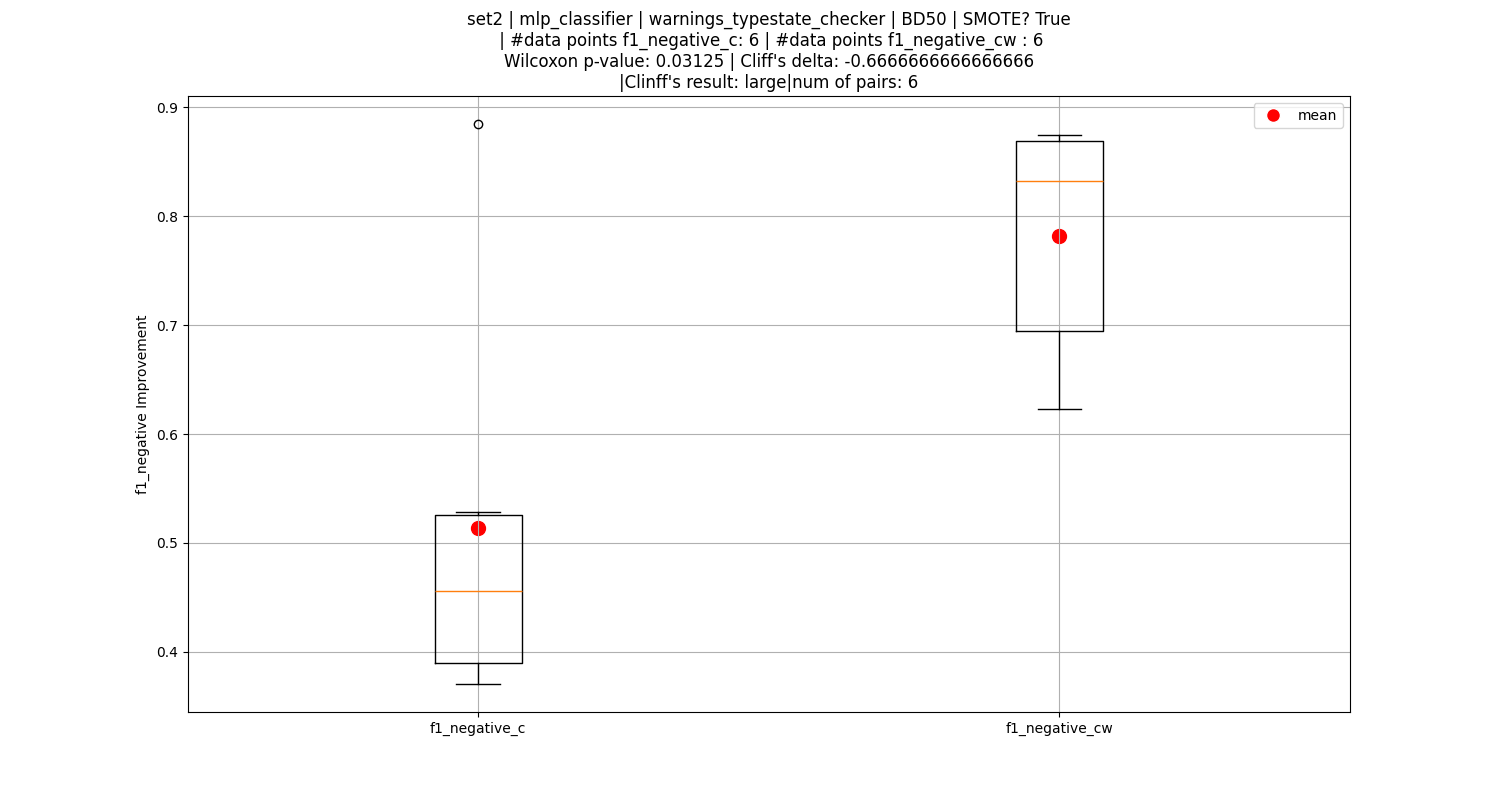 set2 | mlp_classifier | warnings_typestate_checker | BD50 | SMOTE? True
| #data points f1_negative_c: 6 | #data points f1_negative_cw : 6
Wilcoxon p-value: 0.03125 | Cliff's delta: -0.6666666666666666
|Clinff's result: large|num of pairs: 6
mean
0.9
0.8
0.7
0.6
0.5
0.4
f1_negative Improvement
f1_negative_c
f1_negative_cw